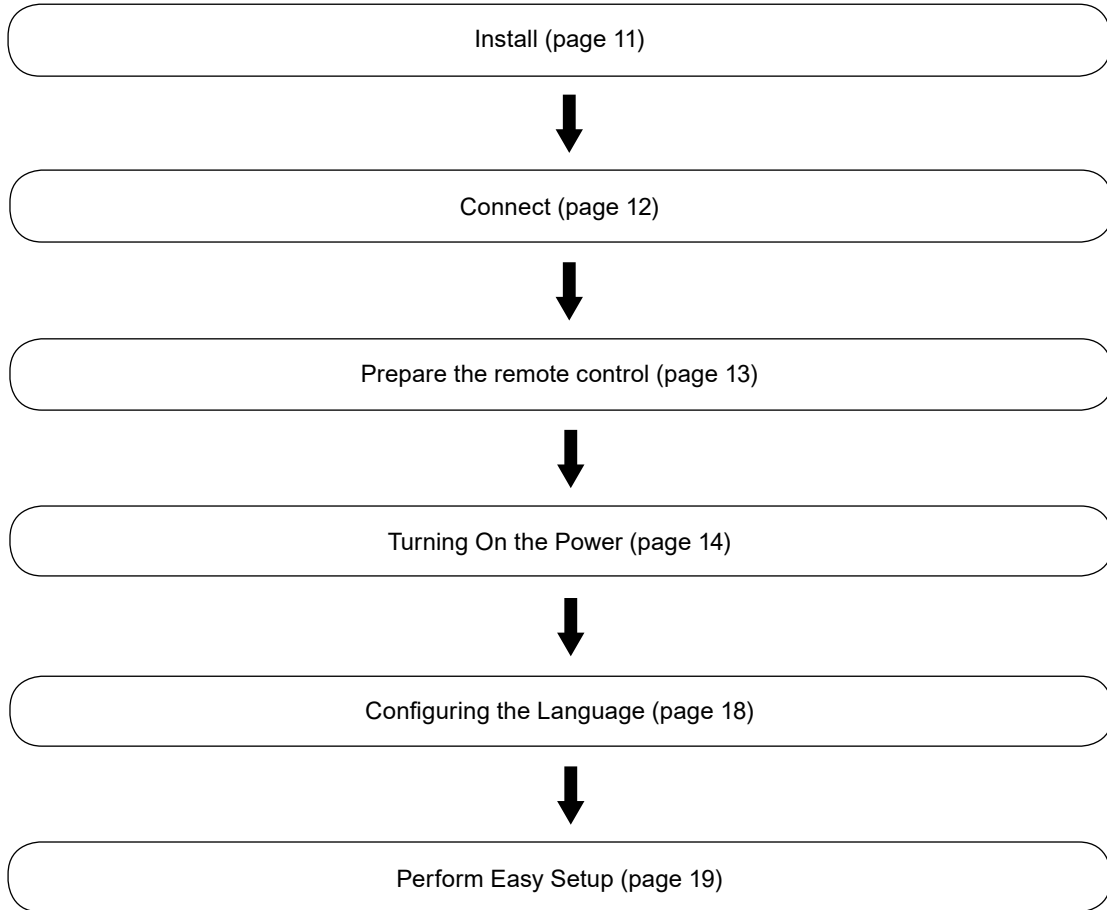 Install (page 11)
Connect (page 12)
Prepare the remote control (page 13)
Turning On the Power (page 14)
Configuring the Language (page 18)
Perform Easy Setup (page 19)